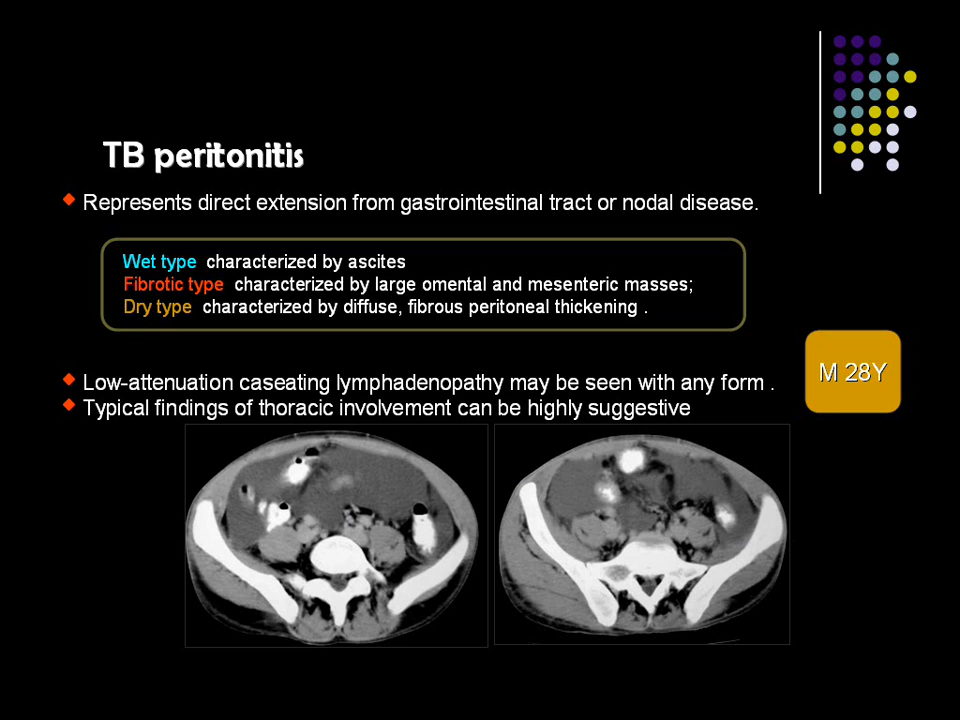 TB peritonitis
Represents direct extension from gastrointestinal tract or nodal disease.
Wet type characterized by ascites
Fibrotic type characterized by large omental and mesenteric masses;
Dry type characterized by diffuse, fibrous peritoneal thickening .
M 28Y
Low-attenuation caseating lymphadenopathy may be seen with any form .
Typical findings of thoracic involvement can be highly suggestive